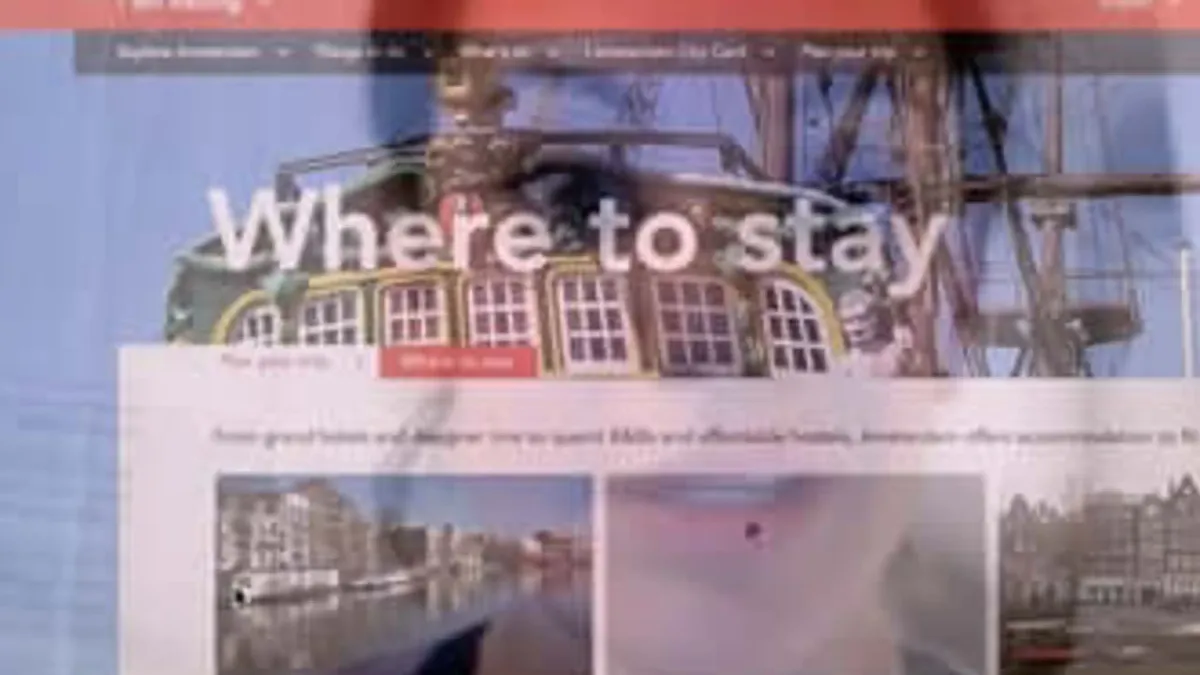 Explore Amsterdam Things to do What's on I amsterdam City Card Plan your trip
Where to stay
Plan your trip Where to stay
From grand hotels and designer inns to quaint B&Bs and affordable hostels, Amsterdam offers accommodation to fit